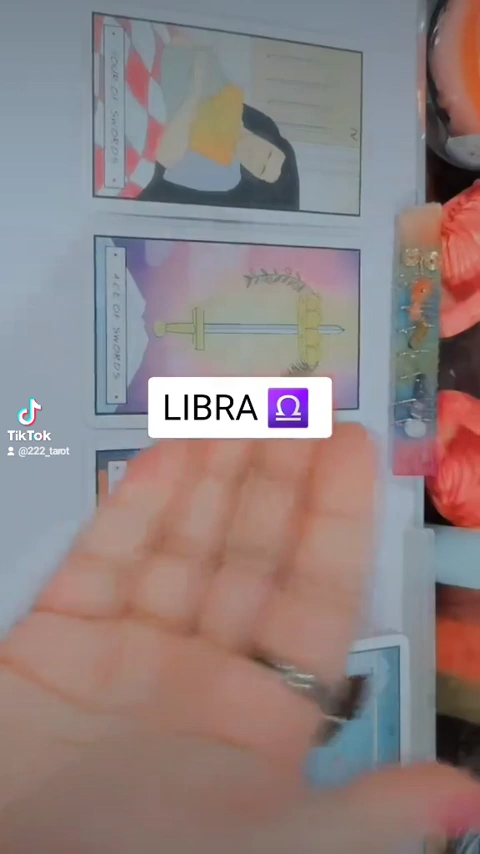 FOUR OF SWORDS
ACE OF SWORDS
LIBRA ♎
TikTok
@222_tarot